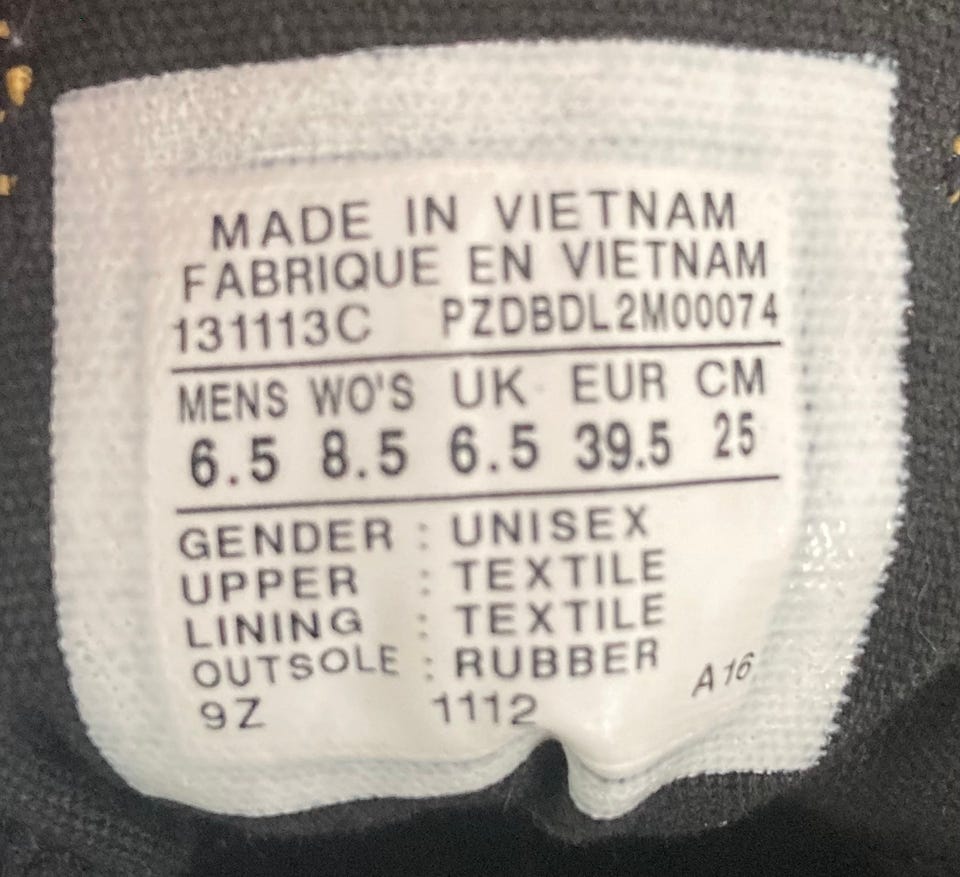 MADE IN VIETNAM
FABRIQUE EN VIETNAM
131113C PZDBDL2M00074
MENS WO'S UK EUR CM
6.5 8.5 6.5 39.5 25
GENDER : UNISEX
UPPER : TEXTILE
LINING : TEXTILE
OUTSOLE : RUBBER
9Z 1112 A16